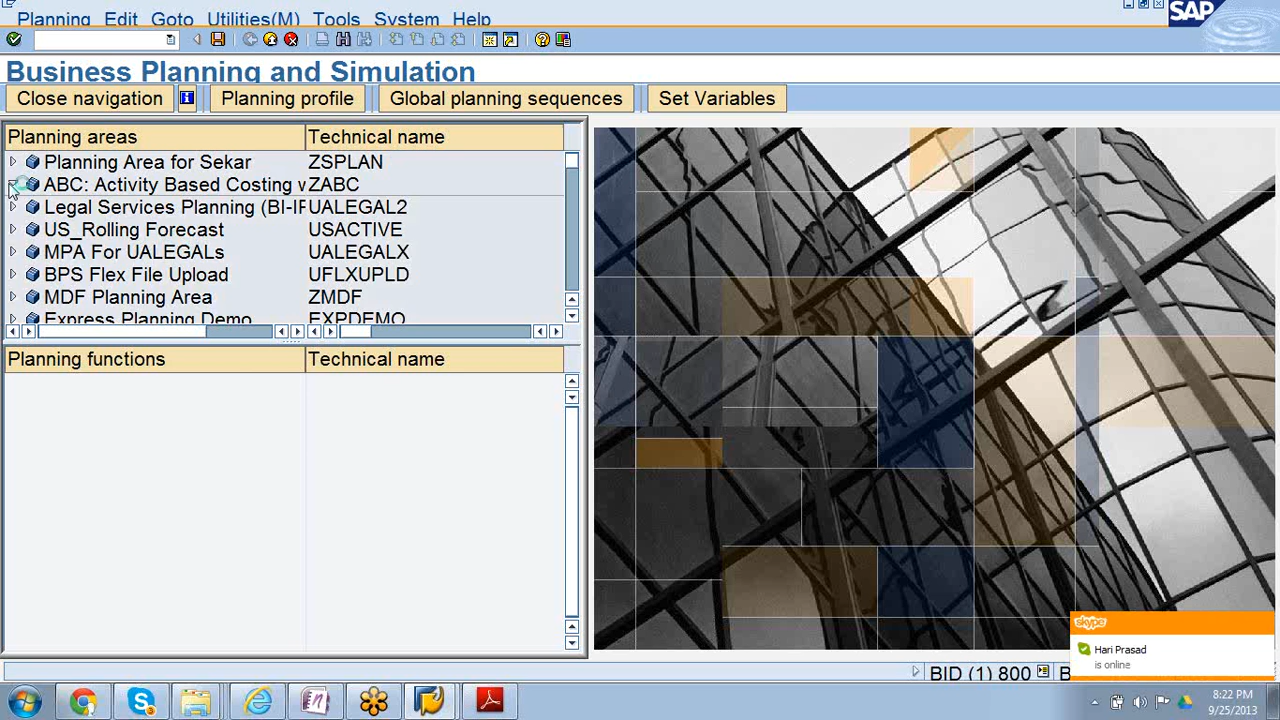 Planning Edit Goto Utilities(M) Tools System Help
SAP
Business Planning and Simulation
Close navigation Planning profile Global planning sequences Set Variables
Planning areas Technical name
Planning Area for Sekar ZSPLAN
ABC: Activity Based Costing ZABC
Legal Services Planning (BI-IF UALEGAL2
US_Rolling Forecast USACTIVE
MPA For UALEGALs UALEGALX
BPS Flex File Upload UFLXUPLD
MDF Planning Area ZMDF
Express Planning Demo EXPDEMO
Planning functions Technical name
skype
Hari Prasad
is online
BID (1) 800
8:22 PM
9/25/2013